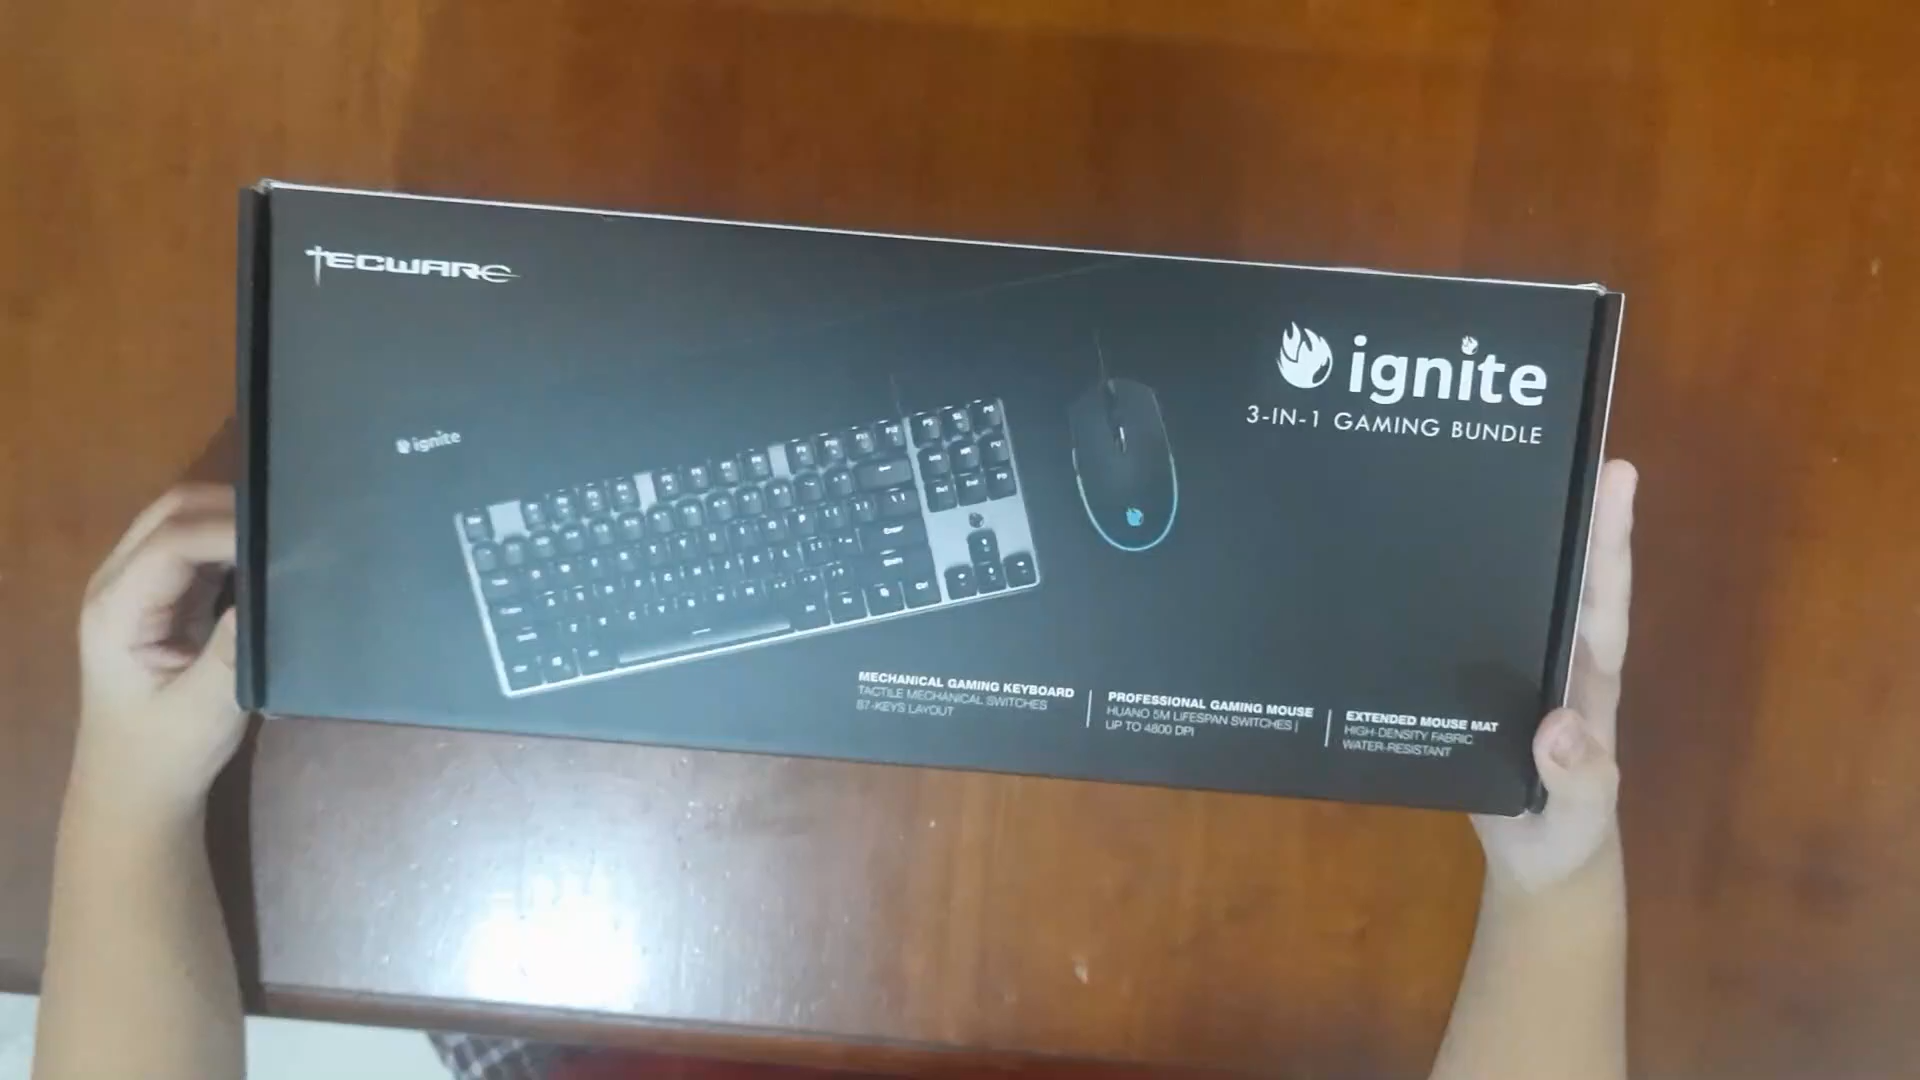 TECWARE
ignite
3-IN-1 GAMING BUNDLE
ignite
MECHANICAL GAMING KEYBOARD
TACTILE MECHANICAL SWITCHES
87-KEYS LAYOUT
PROFESSIONAL GAMING MOUSE
HUANO 5M LIFESPAN SWITCHES |
UP TO 4800 DPI
EXTENDED MOUSE MAT
HIGH-DENSITY FABRIC
WATER-RESISTANT